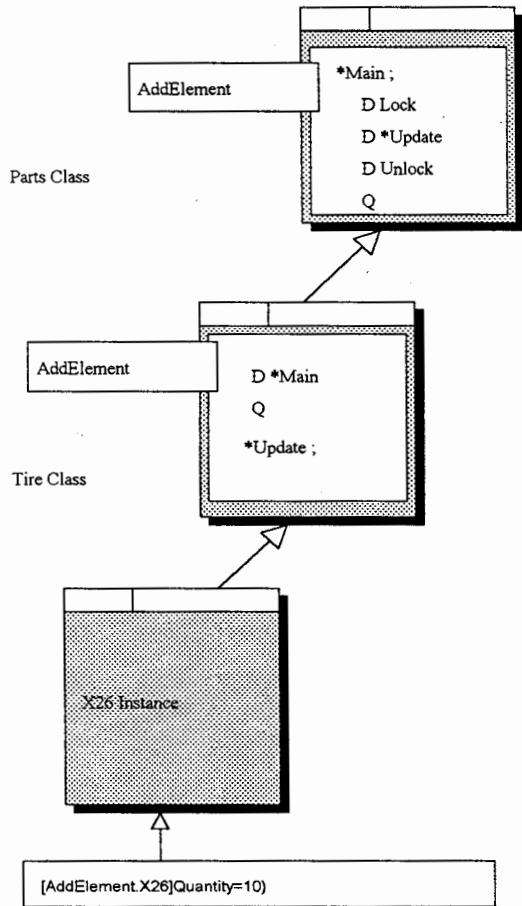 AddElement
*Main ;
D Lock
D *Update
D Unlock
Q
Parts Class
AddElement
D *Main
Q
*Update ;
Tire Class
X26 Instance
[AddElement.X26]Quantity=10)